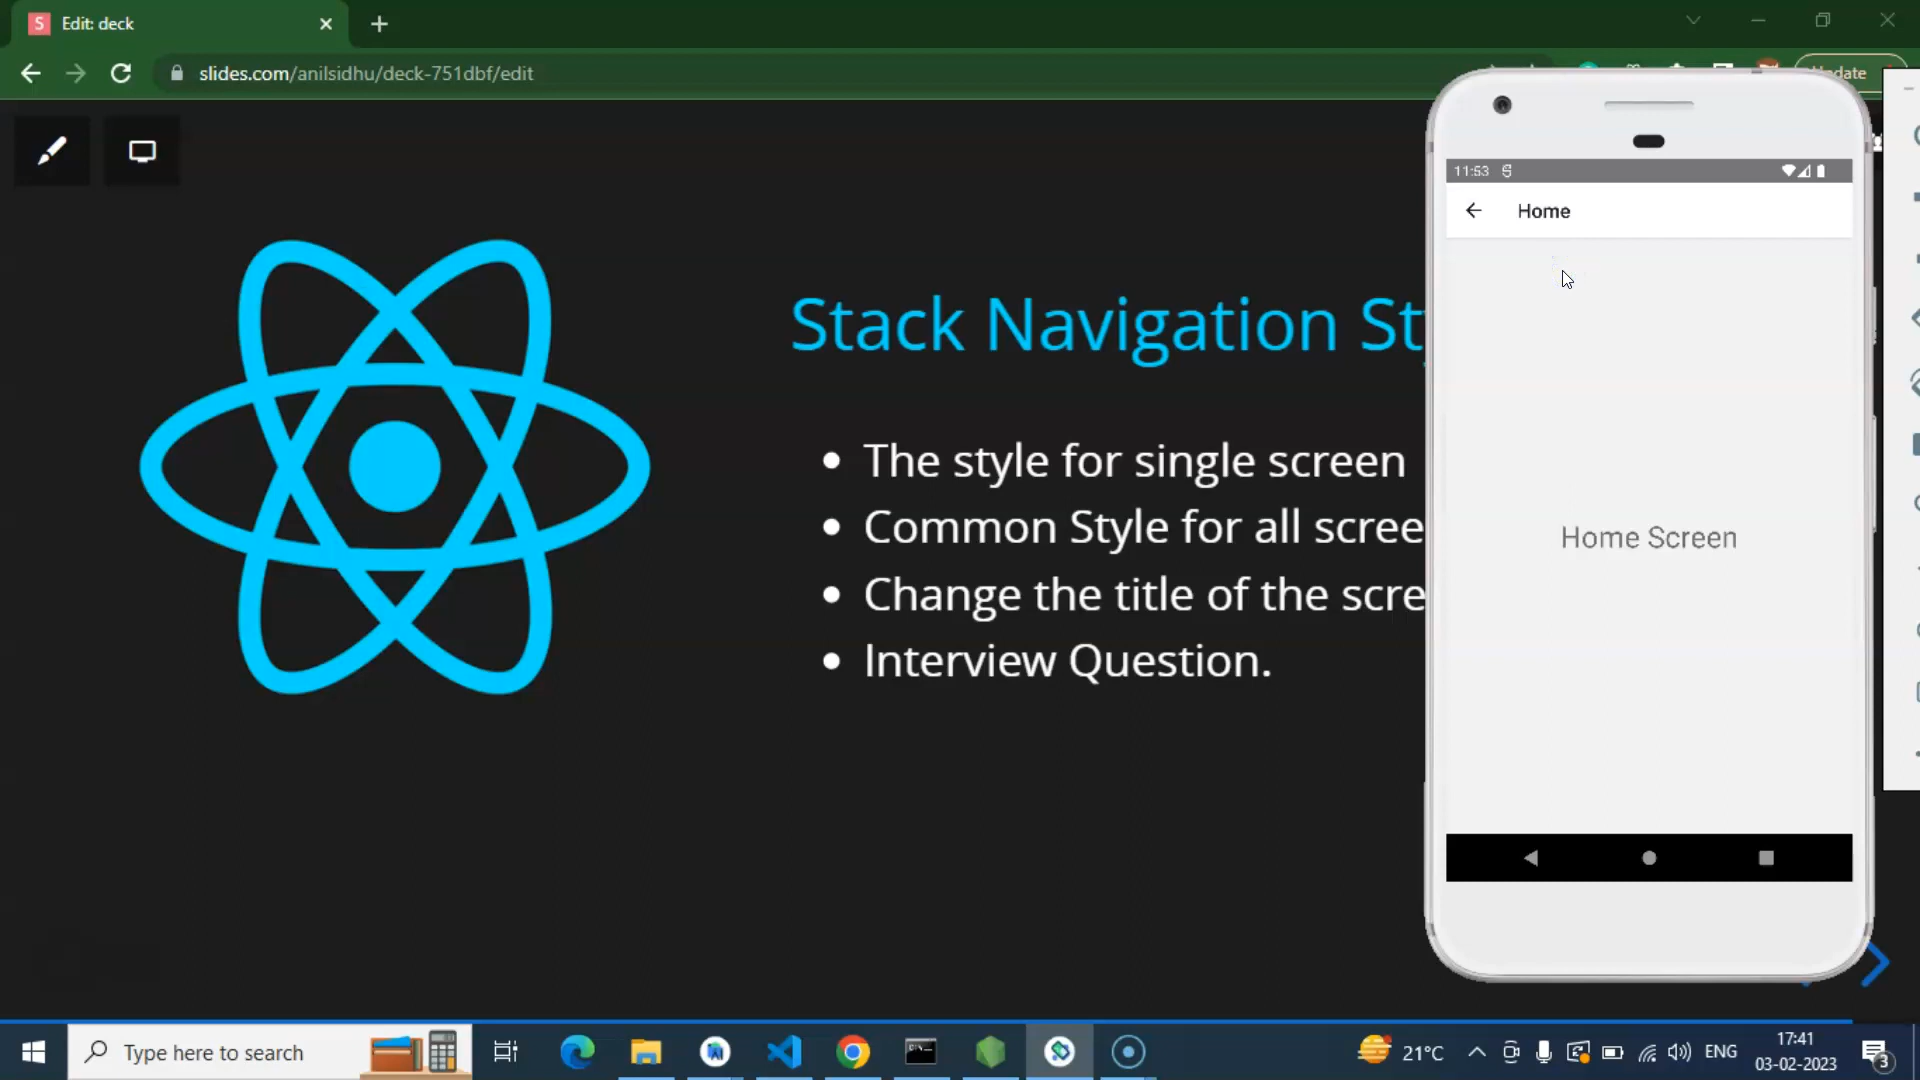 S Edit: deck
slides.com/anilsidhu/deck-751dbf/edit
11:53
Home
Stack Navigation St
The style for single screen
Common Style for all scree
Change the title of the scre
Interview Question.
Home Screen
Type here to search
21°C
ENG
17:41
03-02-2023
3